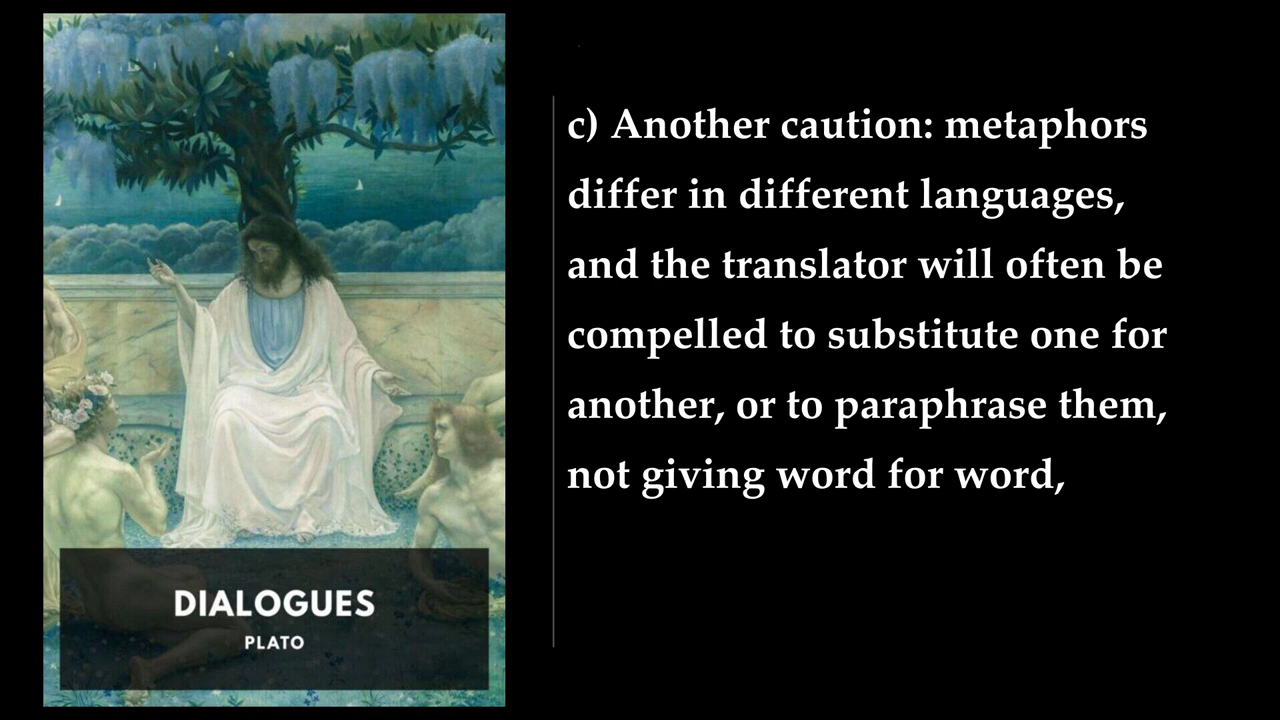 DIALOGUES
PLATO
c) Another caution: metaphors
differ in different languages,
and the translator will often be
compelled to substitute one for
another, or to paraphrase them,
not giving word for word,